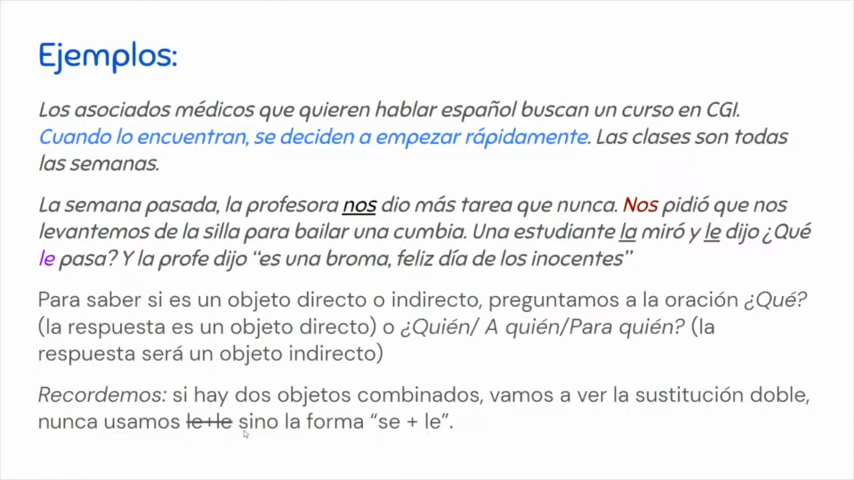 Ejemplos:
Los asociados médicos que quieren hablar español buscan un curso en CGI.
Cuando lo encuentran, se deciden a empezar rápidamente. Las clases son todas
las semanas.
La semana pasada, la profesora nos dio más tarea que nunca. Nos pidió que nos
levantemos de la silla para bailar una cumbia. Una estudiante la miró y le dijo ¿Qué
le pasa? Y la profe dijo “es una broma, feliz día de los inocentes”
Para saber si es un objeto directo o indirecto, preguntamos a la oración ¿Qué?
(la respuesta es un objeto directo) o ¿Quién/ A quién/Para quién? (la
respuesta será un objeto indirecto)
Recordemos: si hay dos objetos combinados, vamos a ver la sustitución doble,
nunca usamos le+le sino la forma “se + le”.